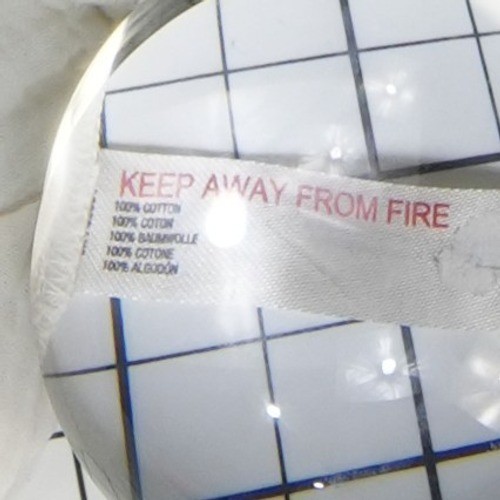 KEEP AWAY FROM FIRE
100% COTTON
100% COTON
100% BAUMWOLLE
100% COTONE
100% ALGODÓN